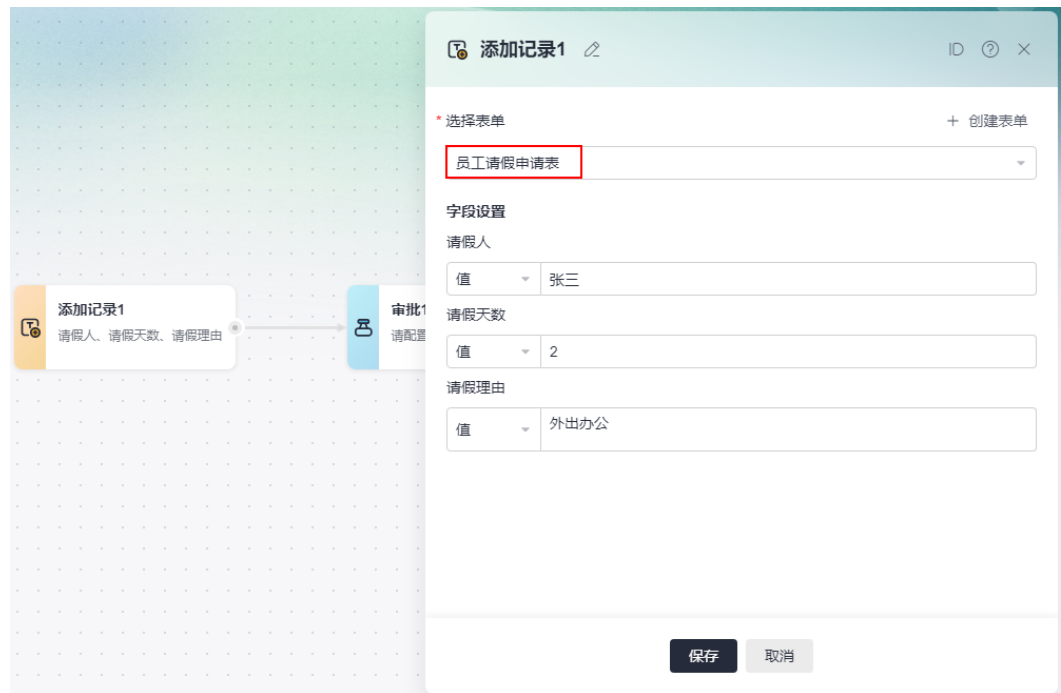 添加记录1
ID
* 选择表单
+ 创建表单
员工请假申请表
字段设置
请假人
值 张三
请假天数
值 2
请假理由
值 外出办公
保存 取消
添加记录1
请假人、请假天数、请假理由
审批1
请配置